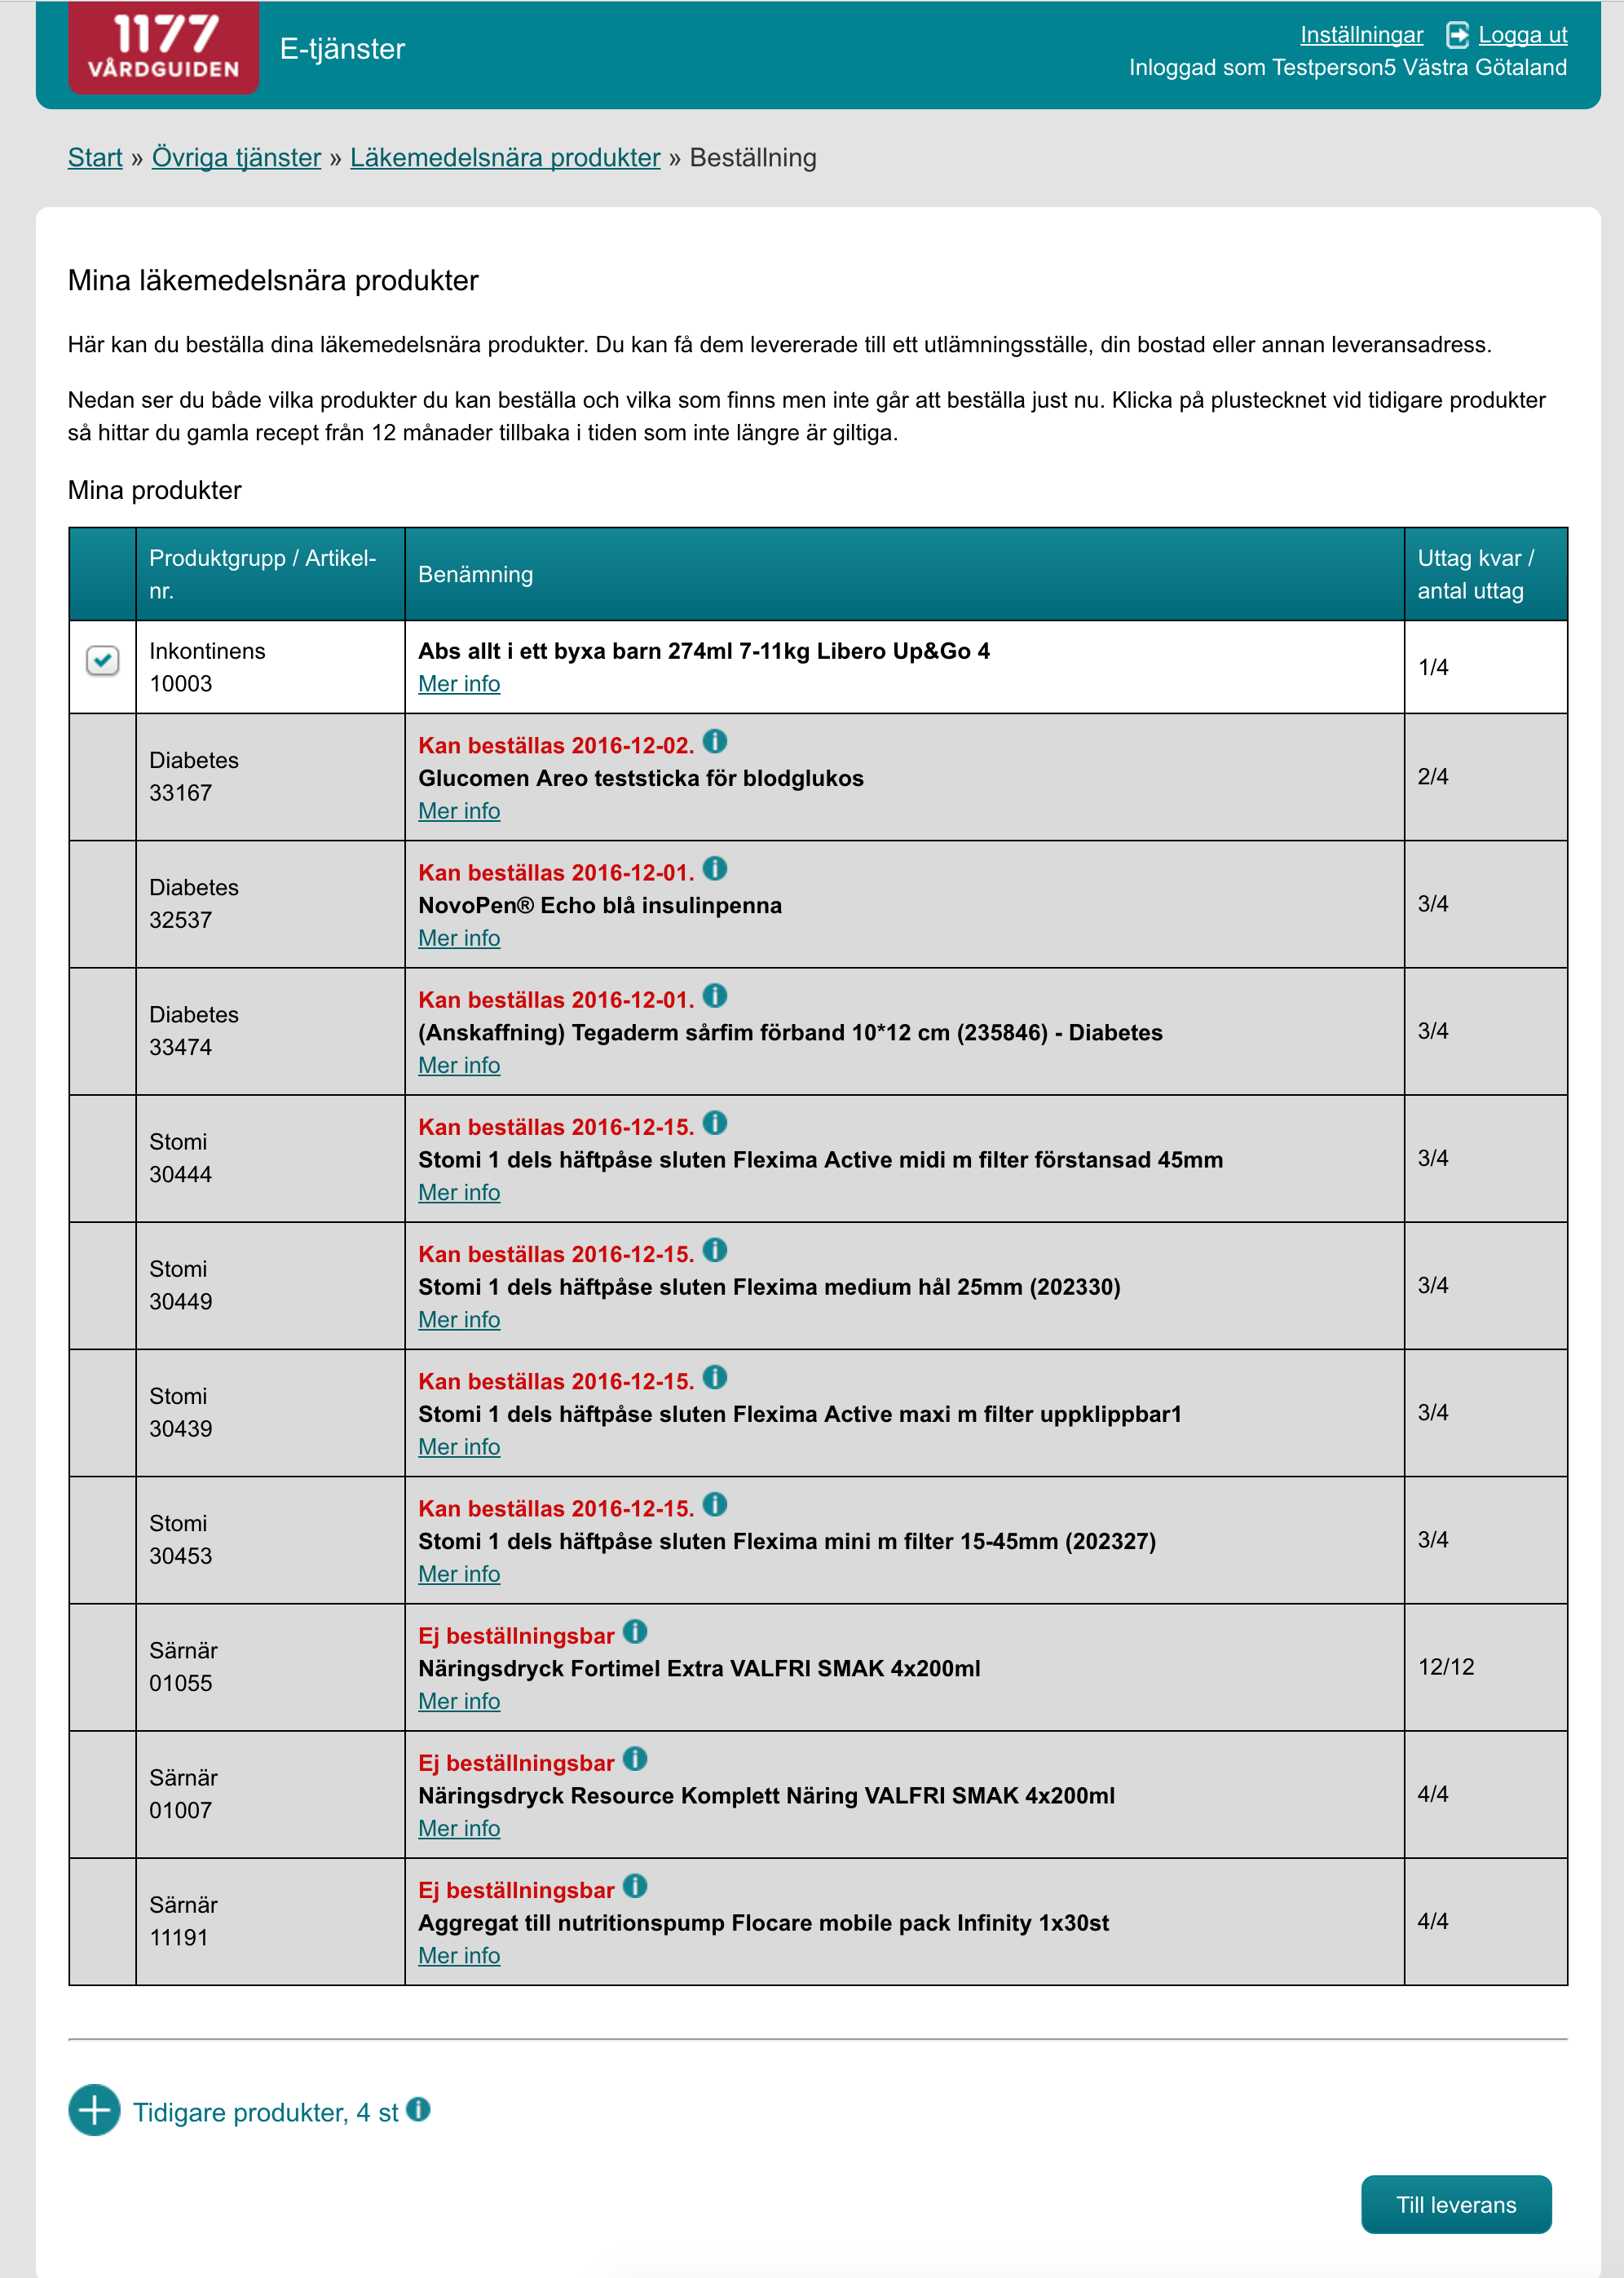 1177
VÅRDGUIDEN
E-tjänster
Inställningar Logga ut
Inloggad som Testperson5 Västra Götaland
Start » Övriga tjänster » Läkemedelsnära produkter » Beställning
Mina läkemedelsnära produkter
Här kan du beställa dina läkemedelsnära produkter. Du kan få dem levererade till ett utlämningsställe, din bostad eller annan leveransadress.
Nedan ser du både vilka produkter du kan beställa och vilka som finns men inte går att beställa just nu. Klicka på plustecknet vid tidigare produkter
så hittar du gamla recept från 12 månader tillbaka i tiden som inte längre är giltiga.
Mina produkter
Produktgrupp / Artikel-
nr.
Benämning
Uttag kvar /
antal uttag
Inkontinens
10003
Abs allt i ett byxa barn 274ml 7-11kg Libero Up&Go 4
Mer info
1/4
Diabetes
33167
Kan beställas 2016-12-02.
Glucomen Areo teststicka för blodglukos
Mer info
2/4
Diabetes
32537
Kan beställas 2016-12-01.
NovoPen® Echo blå insulinpenna
Mer info
3/4
Diabetes
33474
Kan beställas 2016-12-01.
(Anskaffning) Tegaderm sårfim förband 10*12 cm (235846) - Diabetes
Mer info
3/4
Stomi
30444
Kan beställas 2016-12-15.
Stomi 1 dels häftpåse sluten Flexima Active midi m filter förstansad 45mm
Mer info
3/4
Stomi
30449
Kan beställas 2016-12-15.
Stomi 1 dels häftpåse sluten Flexima medium hål 25mm (202330)
Mer info
3/4
Stomi
30439
Kan beställas 2016-12-15.
Stomi 1 dels häftpåse sluten Flexima Active maxi m filter uppklippbar1
Mer info
3/4
Stomi
30453
Kan beställas 2016-12-15.
Stomi 1 dels häftpåse sluten Flexima mini m filter 15-45mm (202327)
Mer info
3/4
Särnär
01055
Ej beställningsbar
Näringsdryck Fortimel Extra VALFRI SMAK 4x200ml
Mer info
12/12
Särnär
01007
Ej beställningsbar
Näringsdryck Resource Komplett Näring VALFRI SMAK 4x200ml
Mer info
4/4
Särnär
11191
Ej beställningsbar
Aggregat till nutritionspump Flocare mobile pack Infinity 1x30st
Mer info
4/4
Tidigare produkter, 4 st
Till leverans